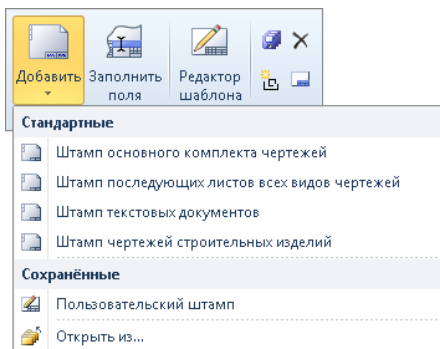 Добавить Заполнить поля Редактор шаблона
Стандартные
Штамп основного комплекта чертежей
Штамп последующих листов всех видов чертежей
Штамп текстовых документов
Штамп чертежей строительных изделий
Сохранённые
Пользовательский штамп
Открыть из...